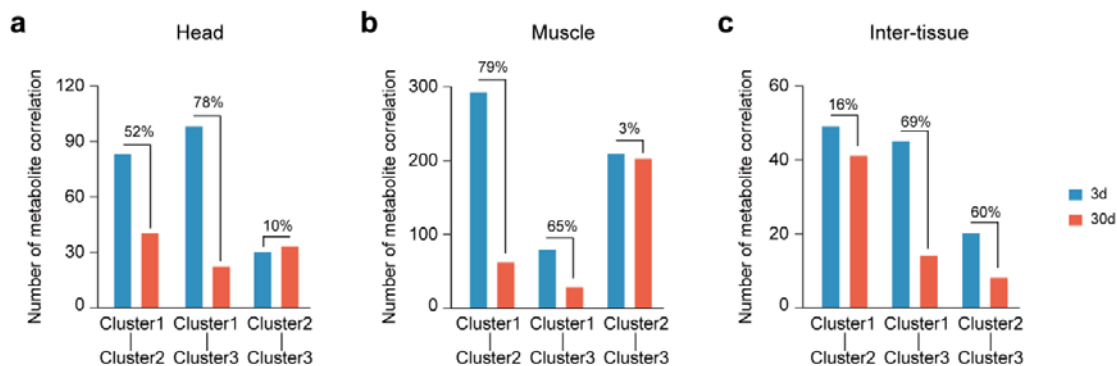 a
Head
Number of metabolite correlation
120
90
60
30
0
52%
78%
10%
Cluster1
Cluster2
Cluster1
Cluster3
Cluster2
Cluster3
b
Muscle
Number of metabolite correlation
300
200
100
0
79%
65%
3%
Cluster1
Cluster2
Cluster1
Cluster3
Cluster2
Cluster3
c
Inter-tissue
Number of metabolite correlation
60
40
20
0
16%
69%
60%
Cluster1
Cluster2
Cluster1
Cluster3
Cluster2
Cluster3
3d
30d